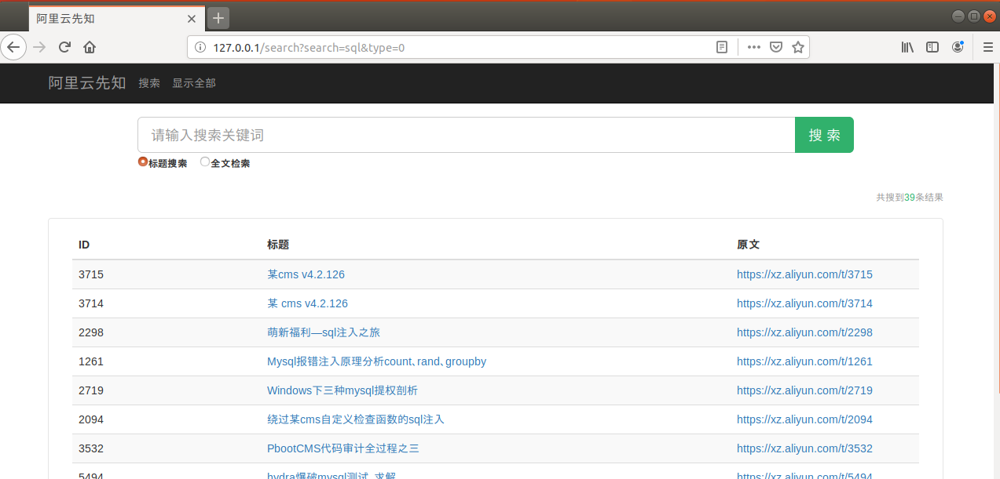 阿里云先知
127.0.0.1/search?search=sql&type=0
阿里云先知 搜索 显示全部
请输入搜索关键词 搜 索
标题搜索 全文检索
共搜到39条结果
ID 标题 原文
3715 某cms v4.2.126 https://xz.aliyun.com/t/3715
3714 某 cms v4.2.126 https://xz.aliyun.com/t/3714
2298 萌新福利—sql注入之旅 https://xz.aliyun.com/t/2298
1261 Mysql报错注入原理分析count、rand、groupby https://xz.aliyun.com/t/1261
2719 Windows下三种mysql提权剖析 https://xz.aliyun.com/t/2719
2094 绕过某cms自定义检查函数的sql注入 https://xz.aliyun.com/t/2094
3532 PbootCMS代码审计全过程之三 https://xz.aliyun.com/t/3532
5494 hydra爆破mysql测试 求解 https://xz.aliyun.com/t/5494